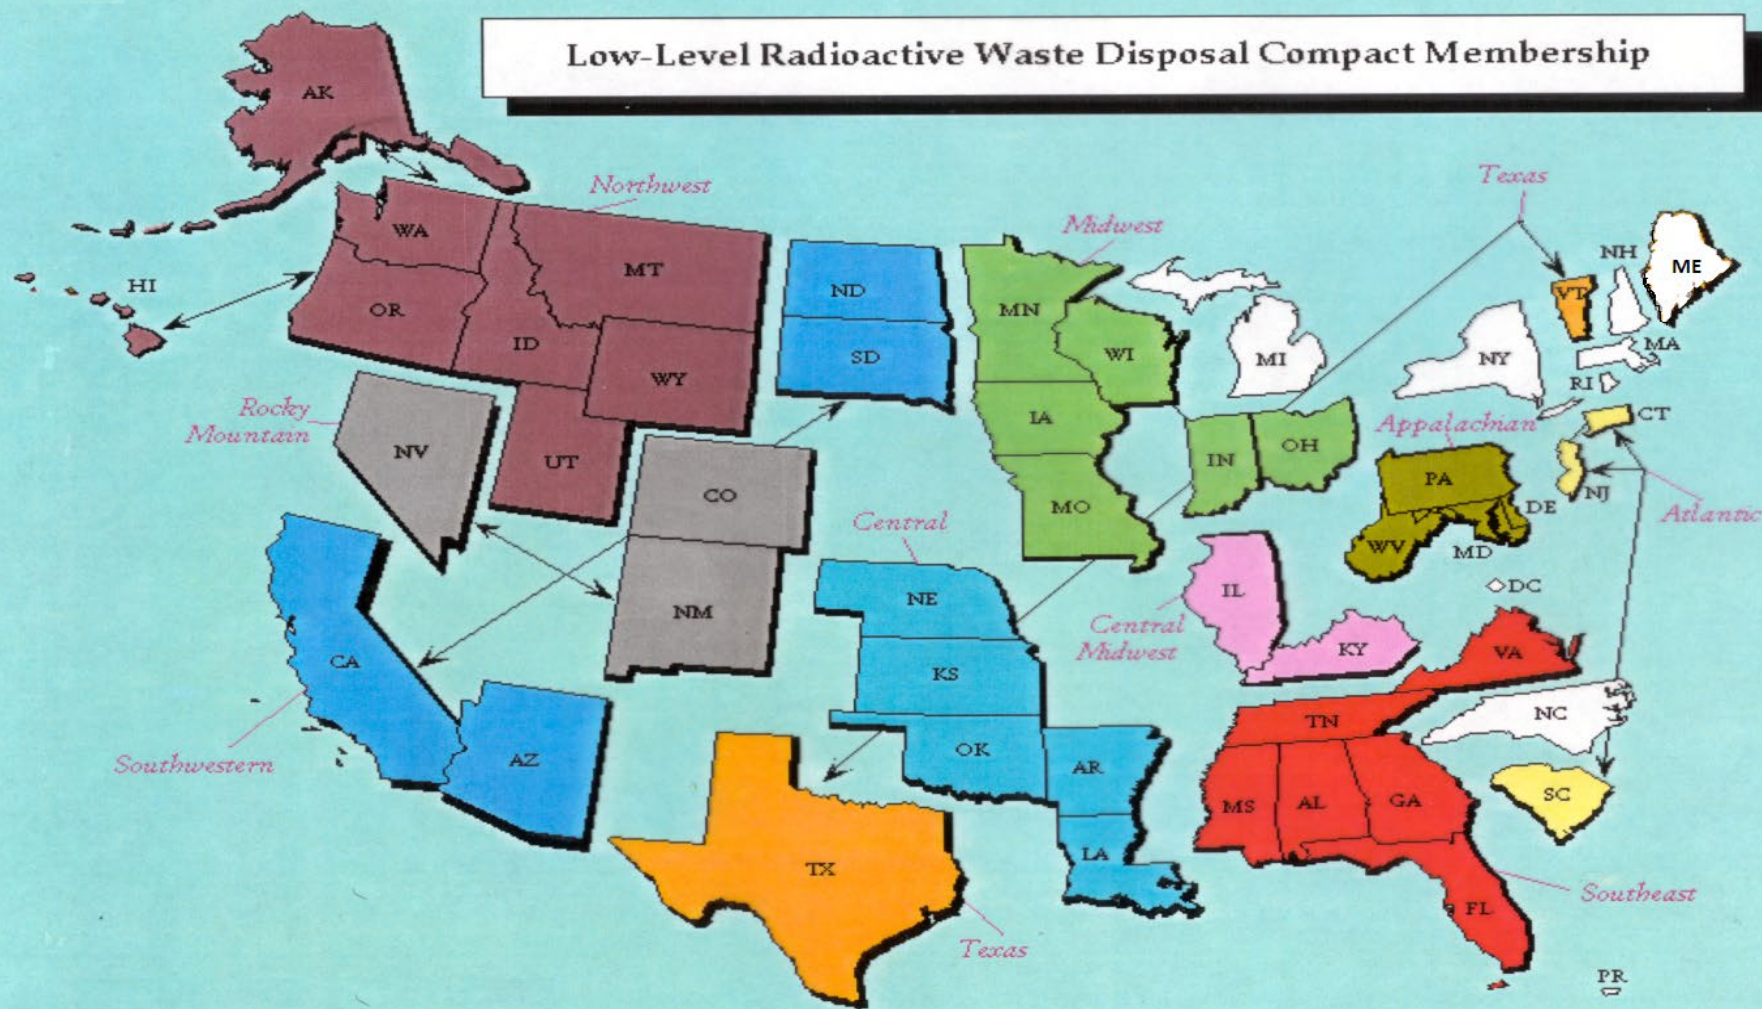 Low-Level Radioactive Waste Disposal Compact Membership
AK
Northwest
Texas
WA
Midwest
NH
ME
HI
MT
ND
VT
OR
MN
ID
SD
WI
MI
NY
MA
WY
RI
Rocky
Mountain
IA
CT
Appalachian
NV
UT
IN
OH
PA
NJ
CO
MO
DE
Atlantic
Central
WV
MD
DC
NE
IL
NM
Central
Midwest
KY
VA
CA
KS
NC
TN
Southwestern
AZ
OK
AR
SC
MS
AL
GA
TX
LA
Southeast
FL
Texas
PR